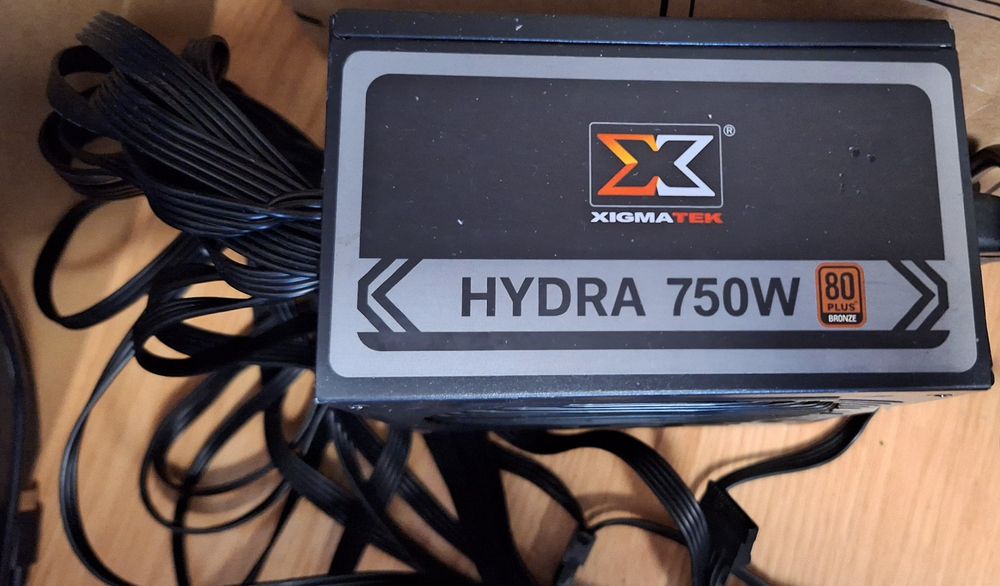 ®
XIGMATEK
HYDRA 750W
80
PLUS
BRONZE